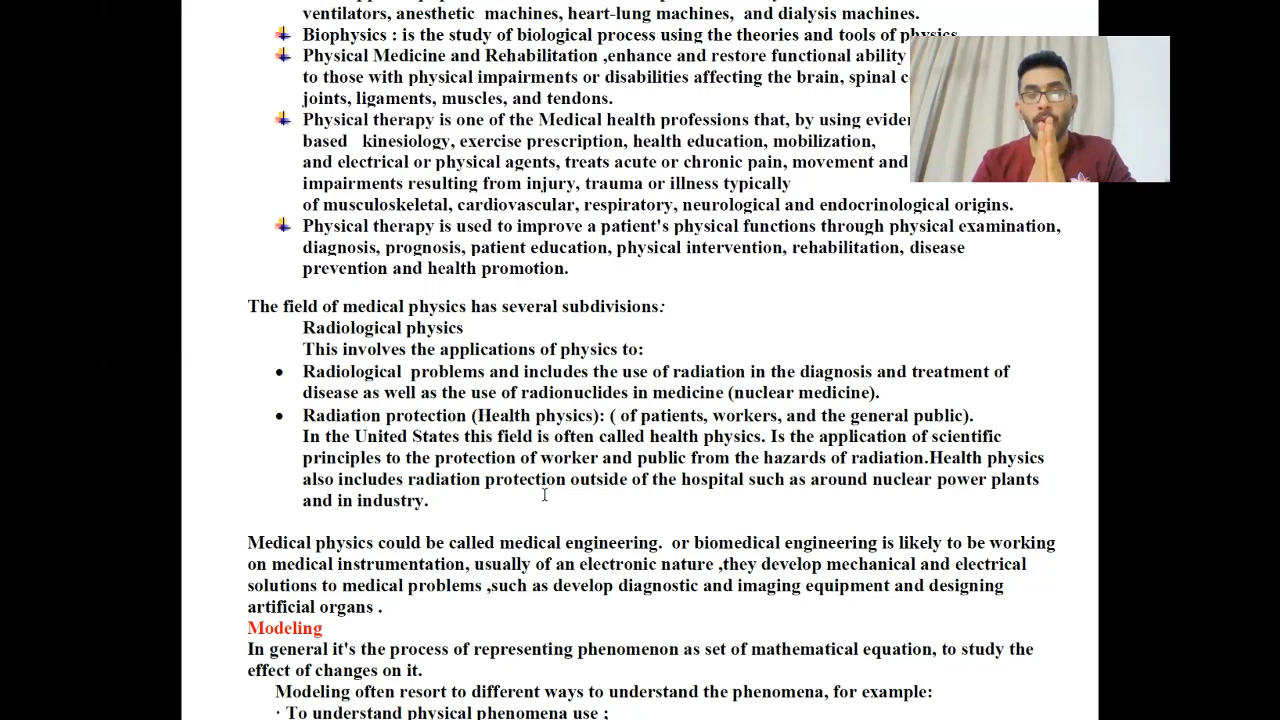 ventilators, anesthetic machines, heart-lung machines, and dialysis machines.
Biophysics : is the study of biological process using the theories and tools of physics.
Physical Medicine and Rehabilitation ,enhance and restore functional ability
to those with physical impairments or disabilities affecting the brain, spinal
joints, ligaments, muscles, and tendons.
Physical therapy is one of the Medical health professions that, by using
based kinesiology, exercise prescription, health education, mobilization,
and electrical or physical agents, treats acute or chronic pain, movement and
impairments resulting from injury, trauma or illness typically
of musculoskeletal, cardiovascular, respiratory, neurological and endocrinological origins.
Physical therapy is used to improve a patient's physical functions through physical examination,
diagnosis, prognosis, patient education, physical intervention, rehabilitation, disease
prevention and health promotion.
The field of medical physics has several subdivisions:
Radiological physics
This involves the applications of physics to:
• Radiological problems and includes the use of radiation in the diagnosis and treatment of
disease as well as the use of radionuclides in medicine (nuclear medicine).
• Radiation protection (Health physics): ( of patients, workers, and the general public).
In the United States this field is often called health physics. Is the application of scientific
principles to the protection of worker and public from the hazards of radiation.Health physics
also includes radiation protection outside of the hospital such as around nuclear power plants
and in industry.
Medical physics could be called medical engineering. or biomedical engineering is likely to be working
on medical instrumentation, usually of an electronic nature ,they develop mechanical and electrical
solutions to medical problems ,such as develop diagnostic and imaging equipment and designing
artificial organs .
Modeling
In general it's the process of representing phenomenon as set of mathematical equation, to study the
effect of changes on it.
Modeling often resort to different ways to understand the phenomena, for example:
· To understand physical phenomena use ;